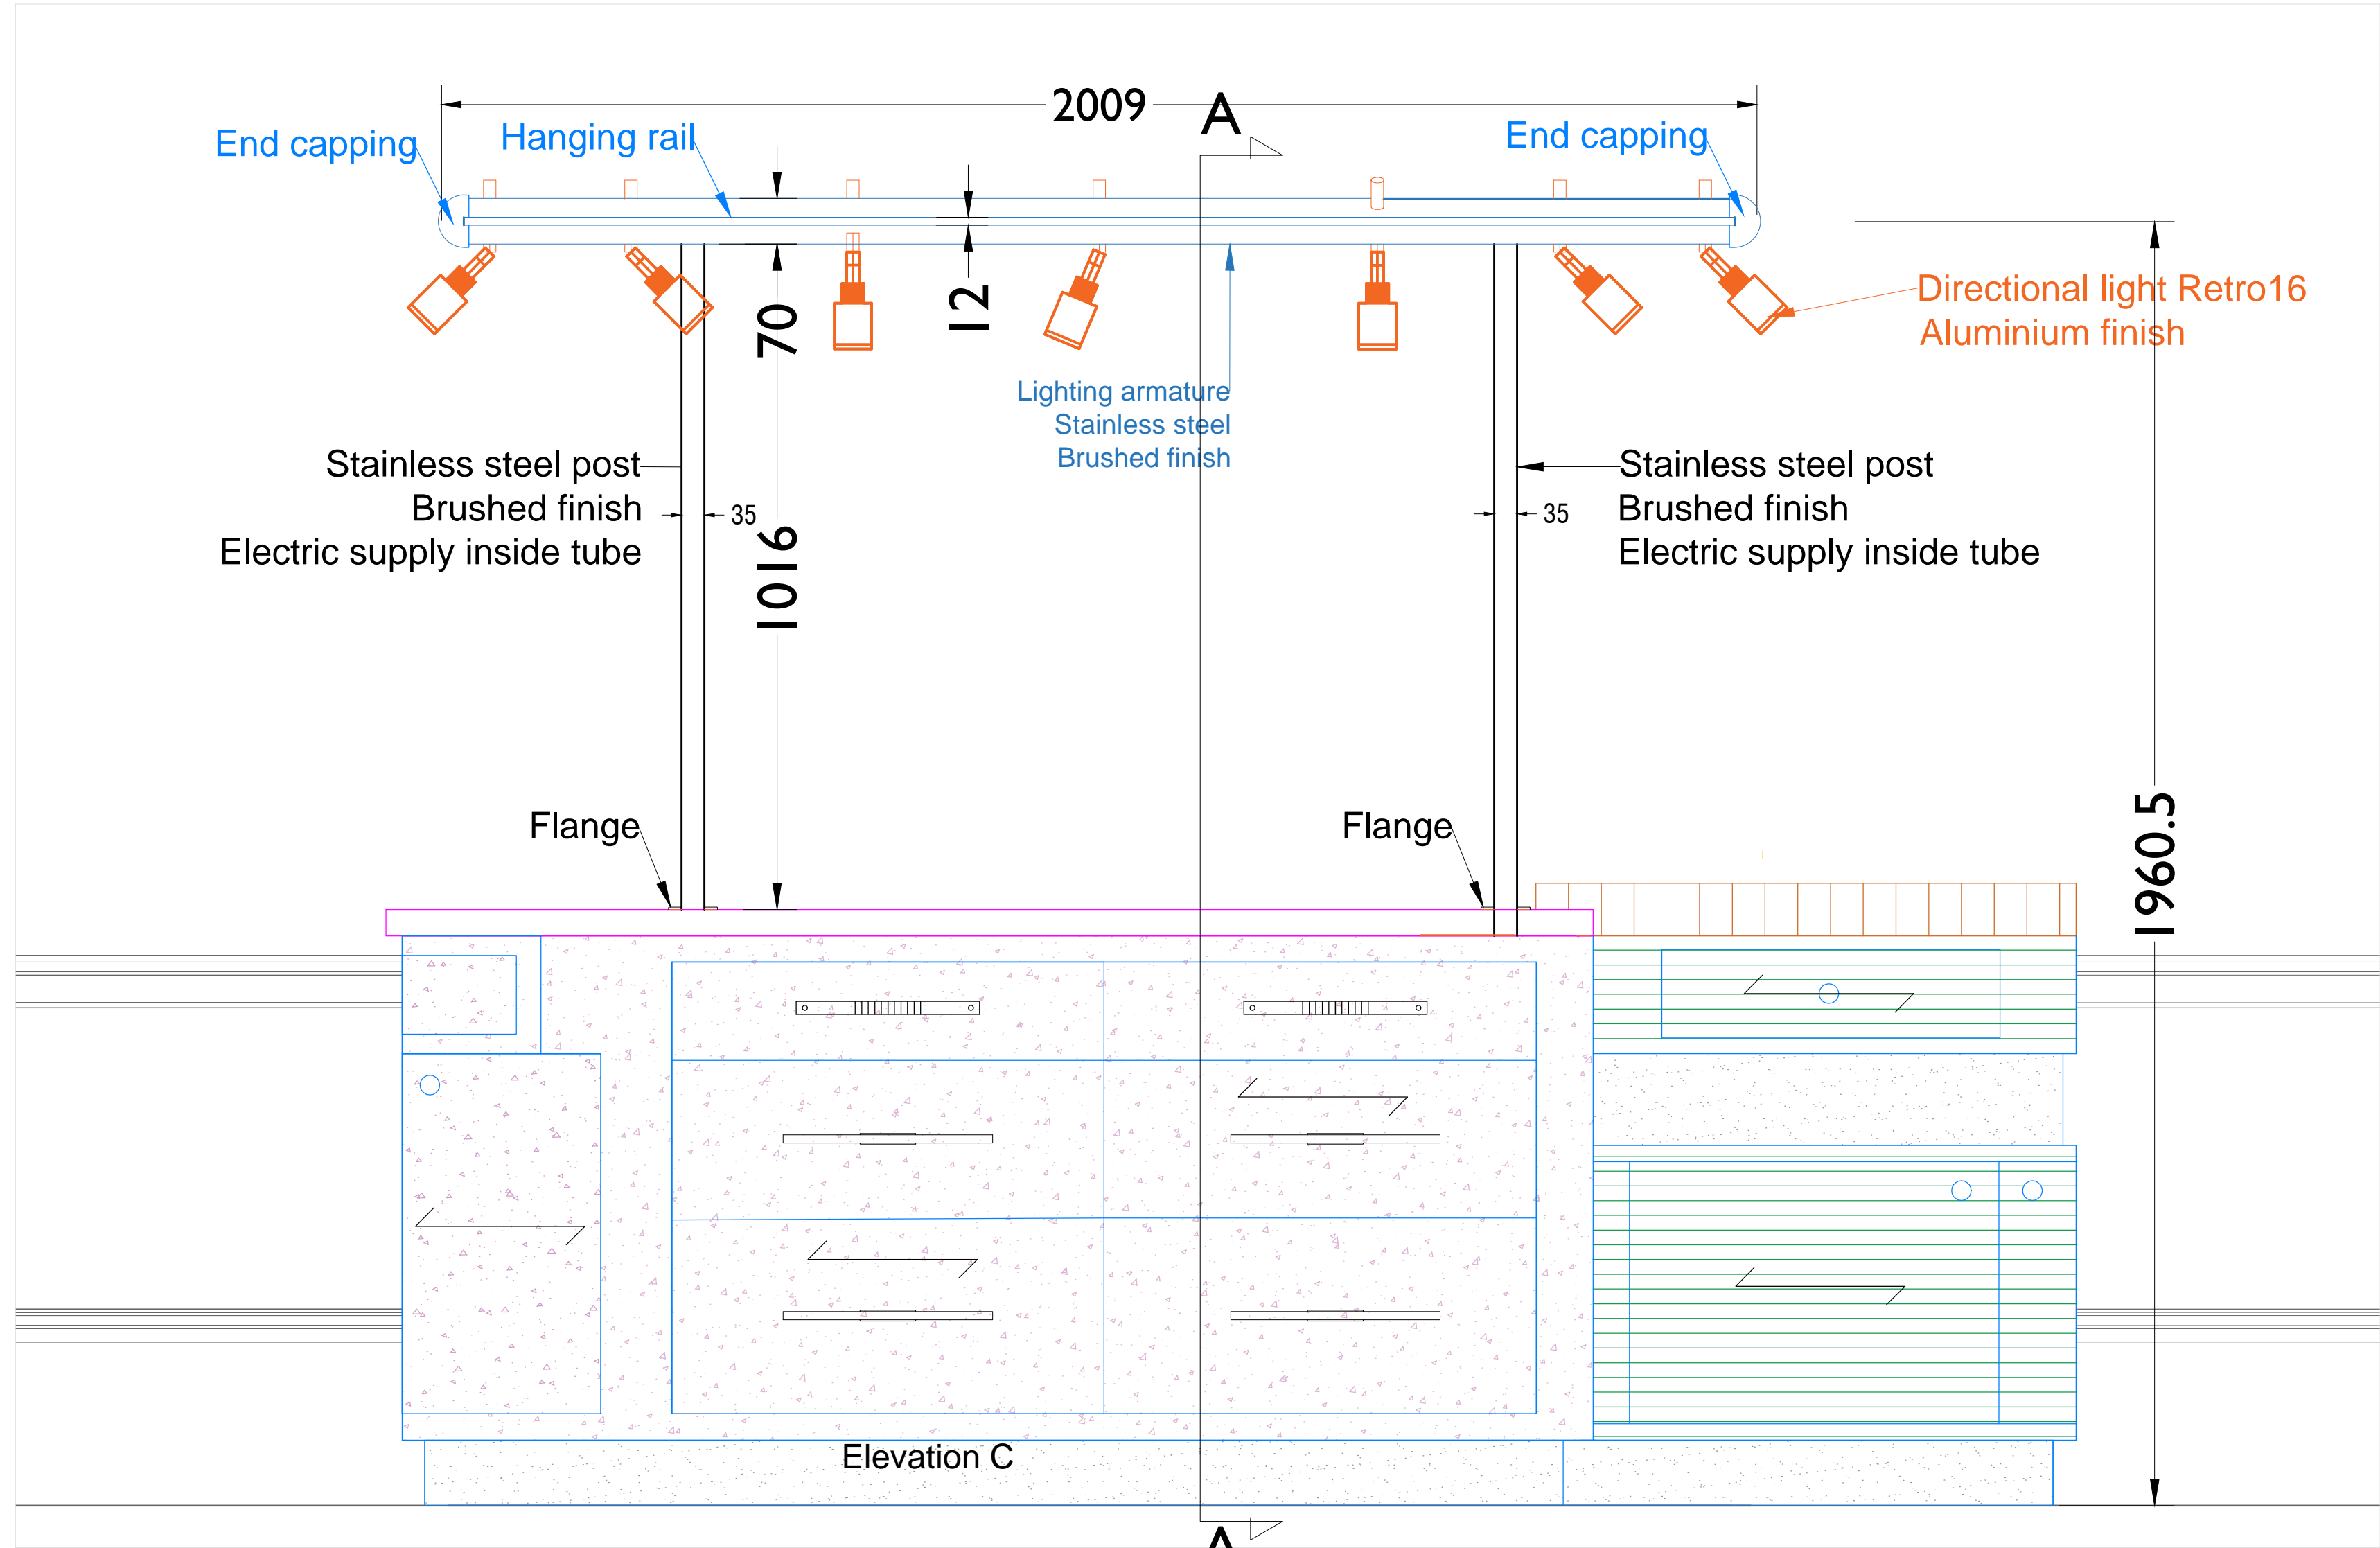 2009
A
End capping
Hanging rail
End capping
70
12
Directional light Retro16
Aluminium finish
Lighting armature
Stainless steel
Brushed finish
Stainless steel post
Brushed finish
Electric supply inside tube
35
1016
35
Stainless steel post
Brushed finish
Electric supply inside tube
Flange
Flange
1960.5
Elevation C